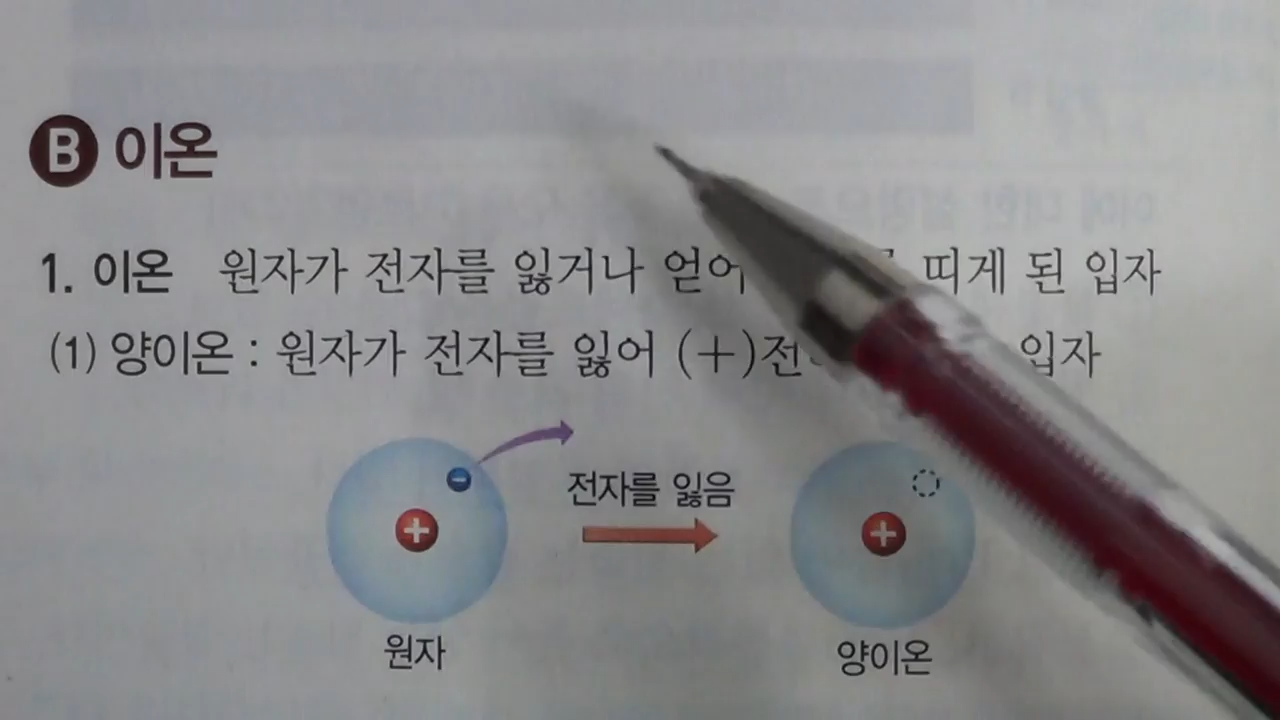 B 이온
1. 이온 원자가 전자를 잃거나 얻어 띠게 된 입자
(1) 양이온 : 원자가 전자를 잃어 (+)전 입자
전자를 잃음
원자
양이온